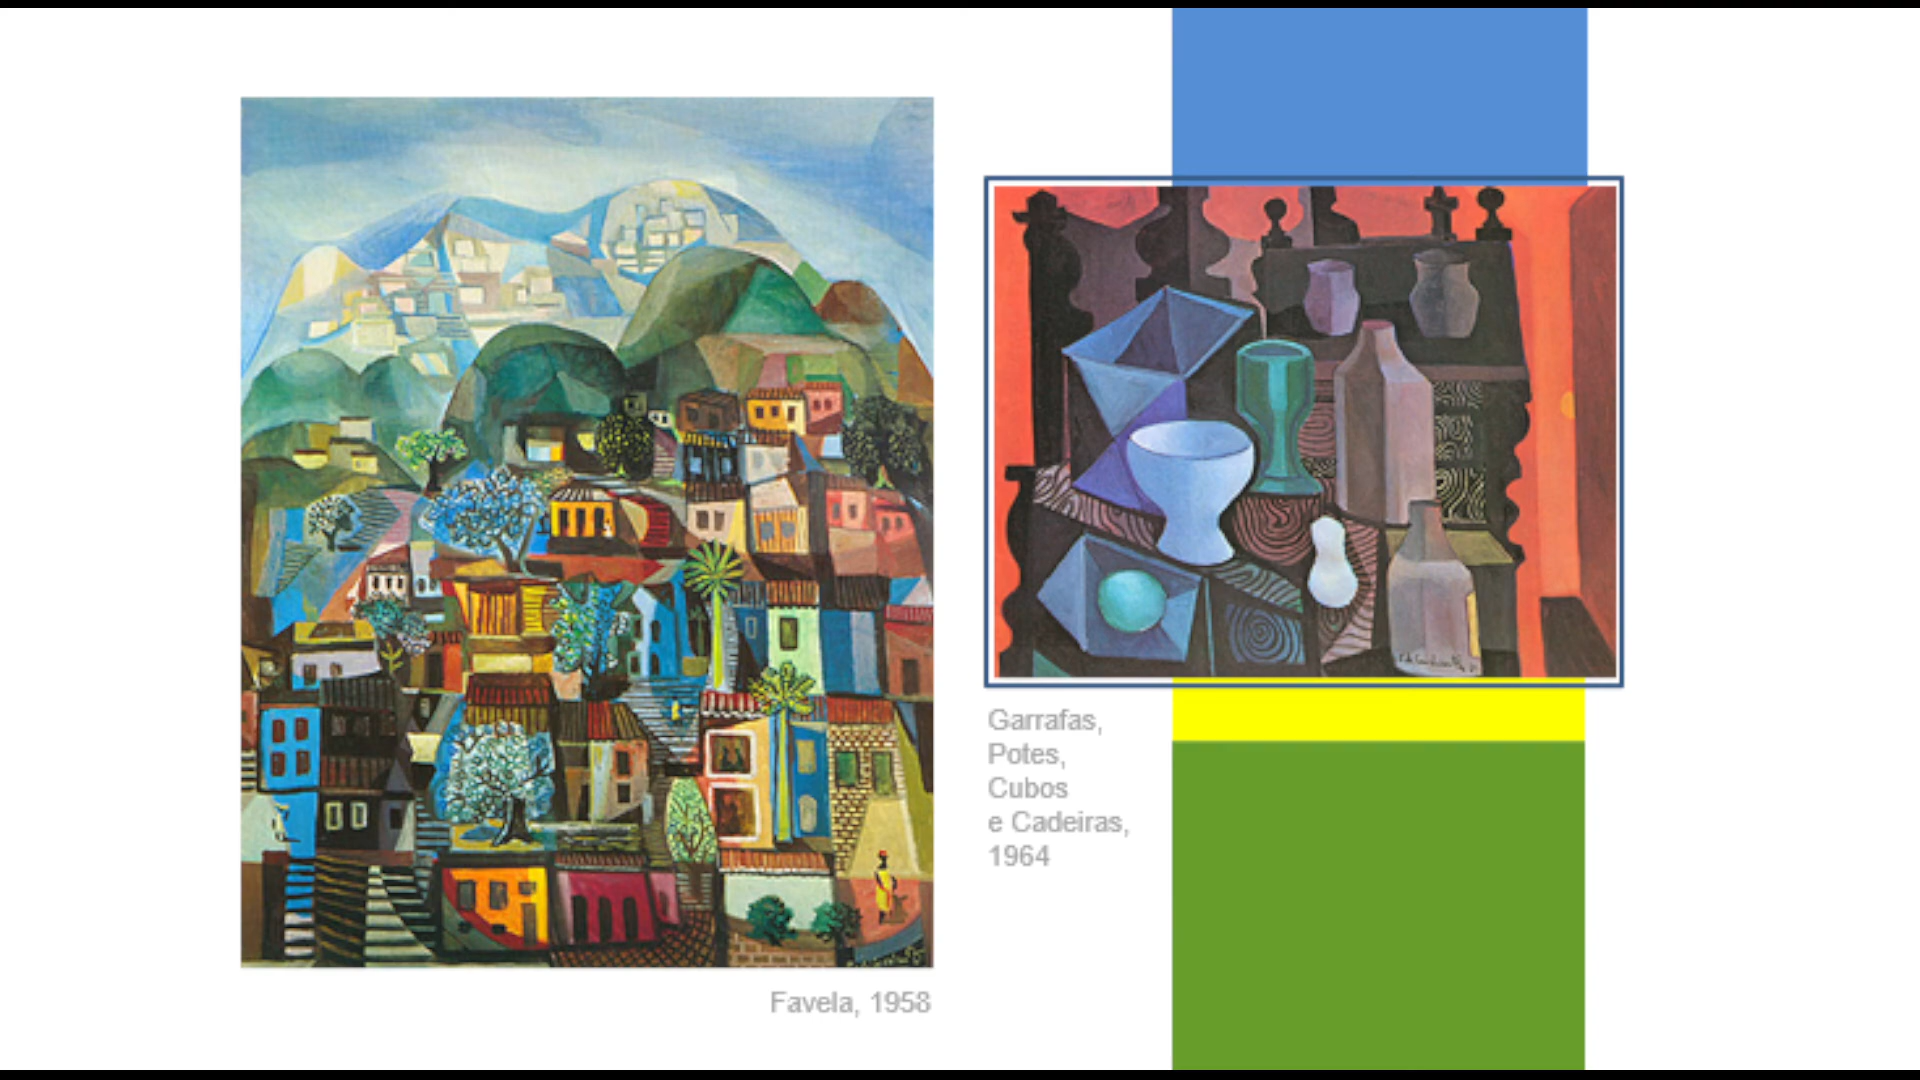 Favela, 1958
Garrafas,
Potes,
Cubos
e Cadeiras,
1964